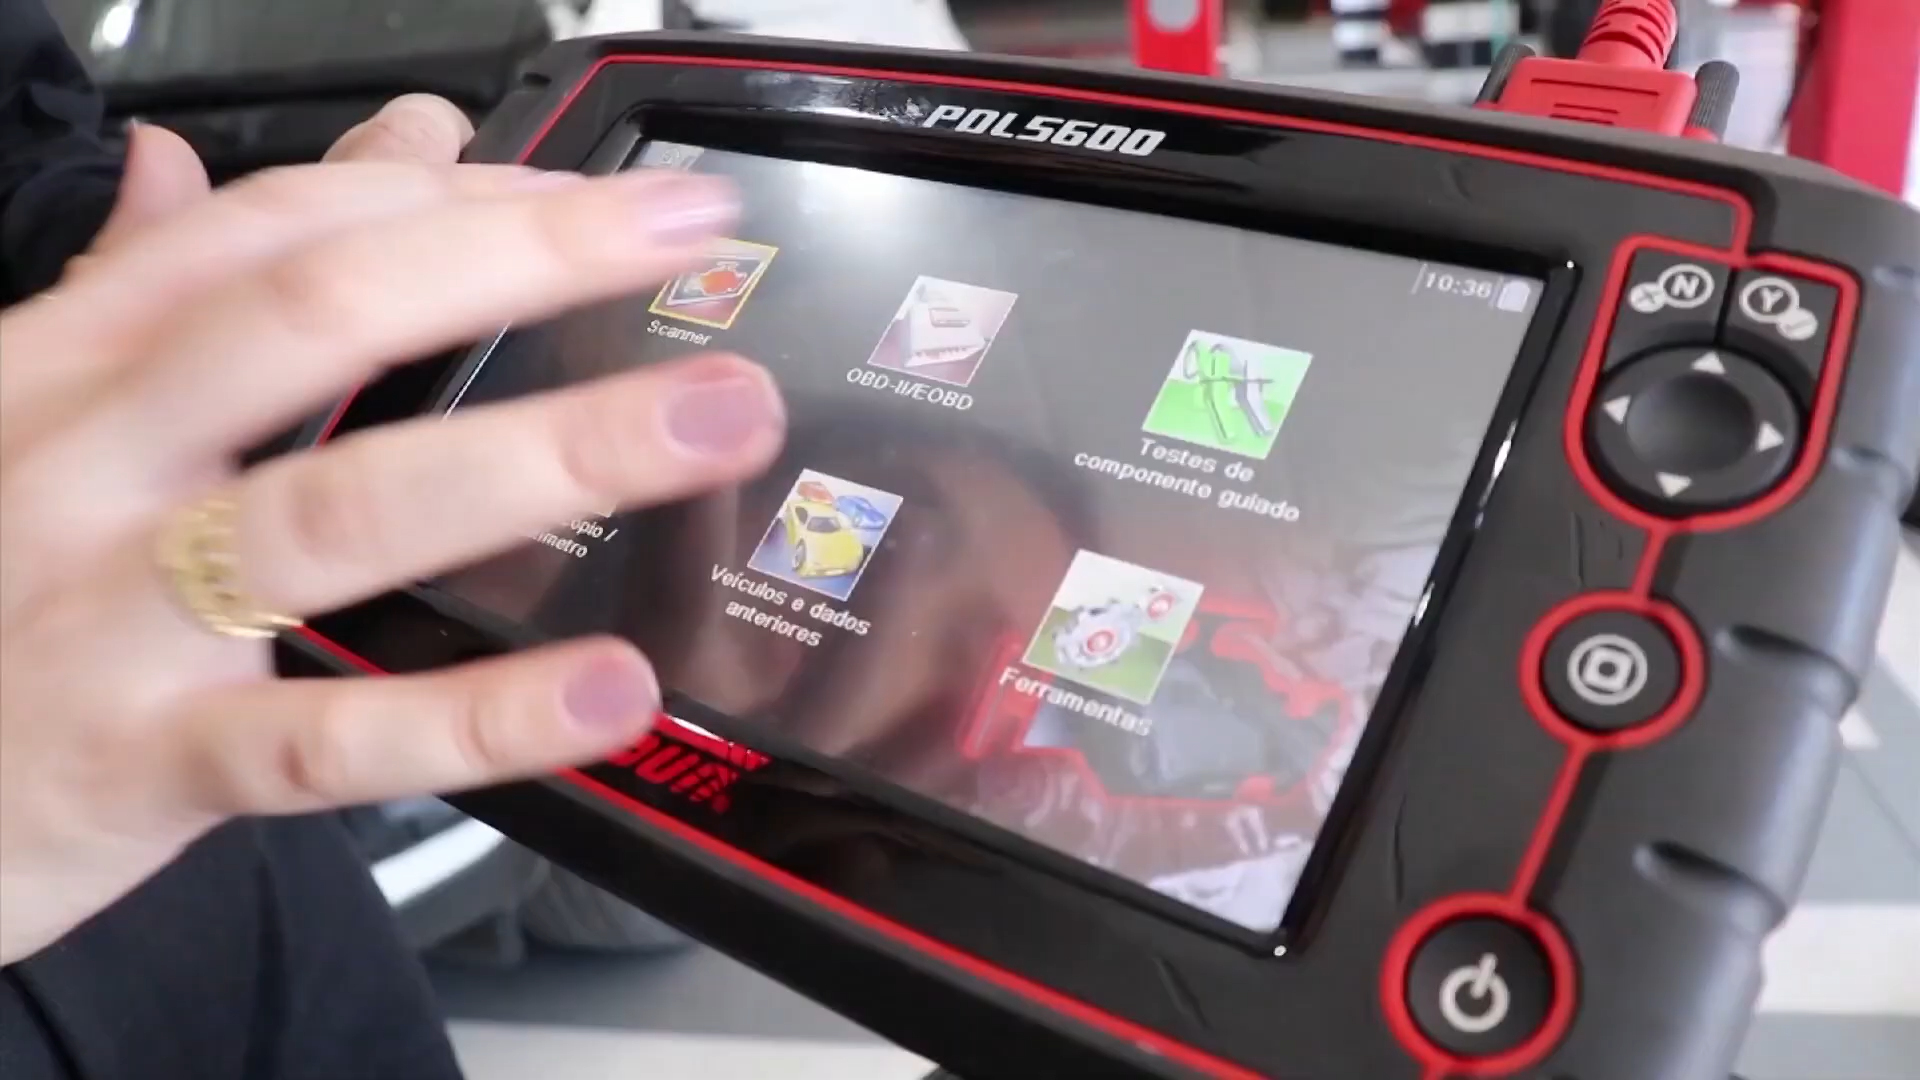 PDL5600
10:36
N
Y
Scanner
OBD-II/EOBD
Testes de
componente guiado
Veículos e dados
anteriores
Ferramentas